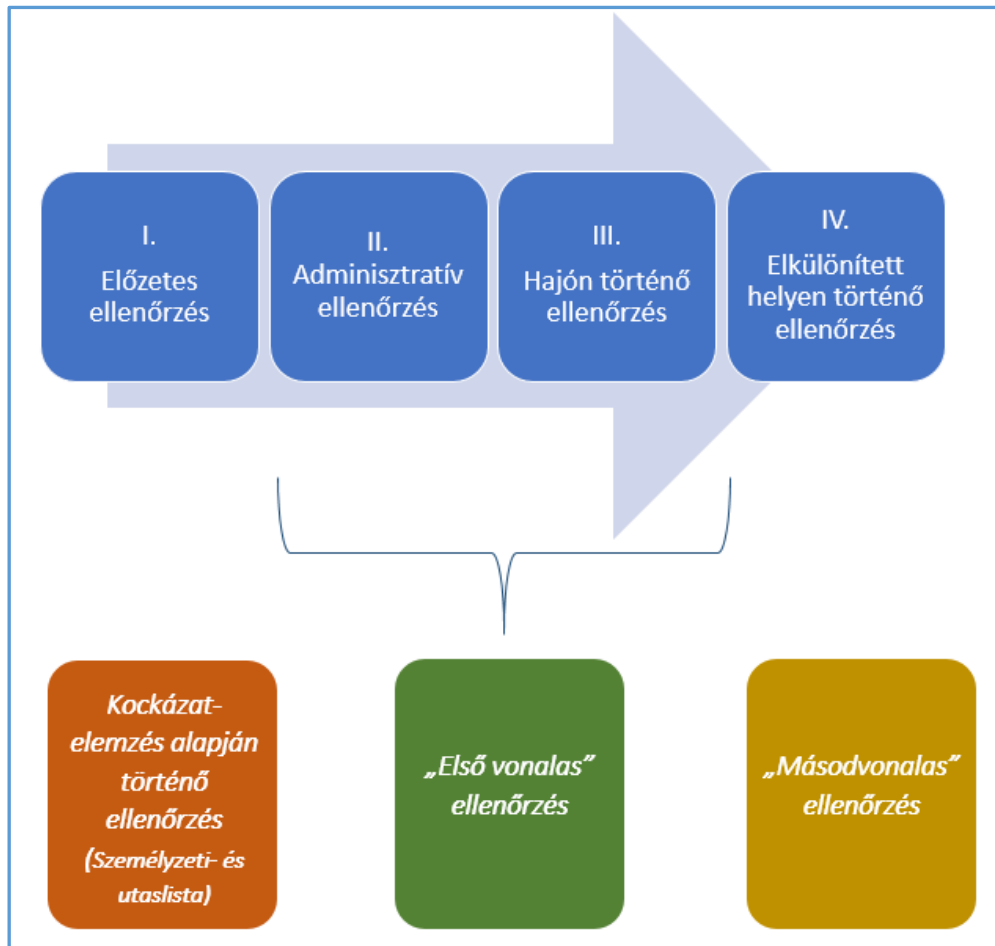 I.
Előzetes
ellenőrzés
II.
Adminisztratív
ellenőrzés
III.
Hajón történő
ellenőrzés
IV.
Elkülönített
helyen történő
ellenőrzés
Kockázat-
elemzés alapján
történő
ellenőrzés
(Személyzeti- és
utaslista)
„Első vonalas”
ellenőrzés
„Másodvonalas”
ellenőrzés